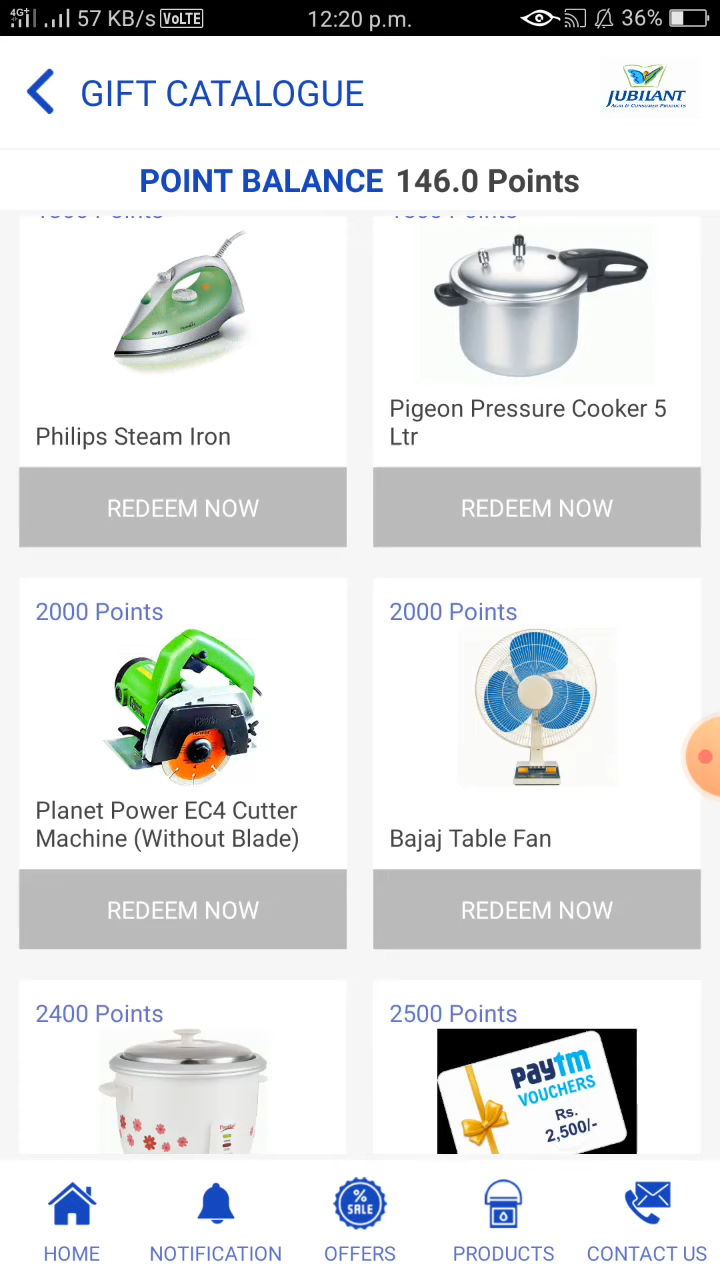 4G+ 57 KB/s VoLTE 12:20 p.m. 36%
GIFT CATALOGUE
JUBILANT
POINT BALANCE 146.0 Points
Philips Steam Iron
Pigeon Pressure Cooker 5
Ltr
REDEEM NOW
REDEEM NOW
2000 Points
2000 Points
Planet Power EC4 Cutter
Machine (Without Blade)
Bajaj Table Fan
REDEEM NOW
REDEEM NOW
2400 Points
2500 Points
paytm
VOUCHERS
Rs.
2,500/-
%
SALE
HOME
NOTIFICATION
OFFERS
PRODUCTS
CONTACT US